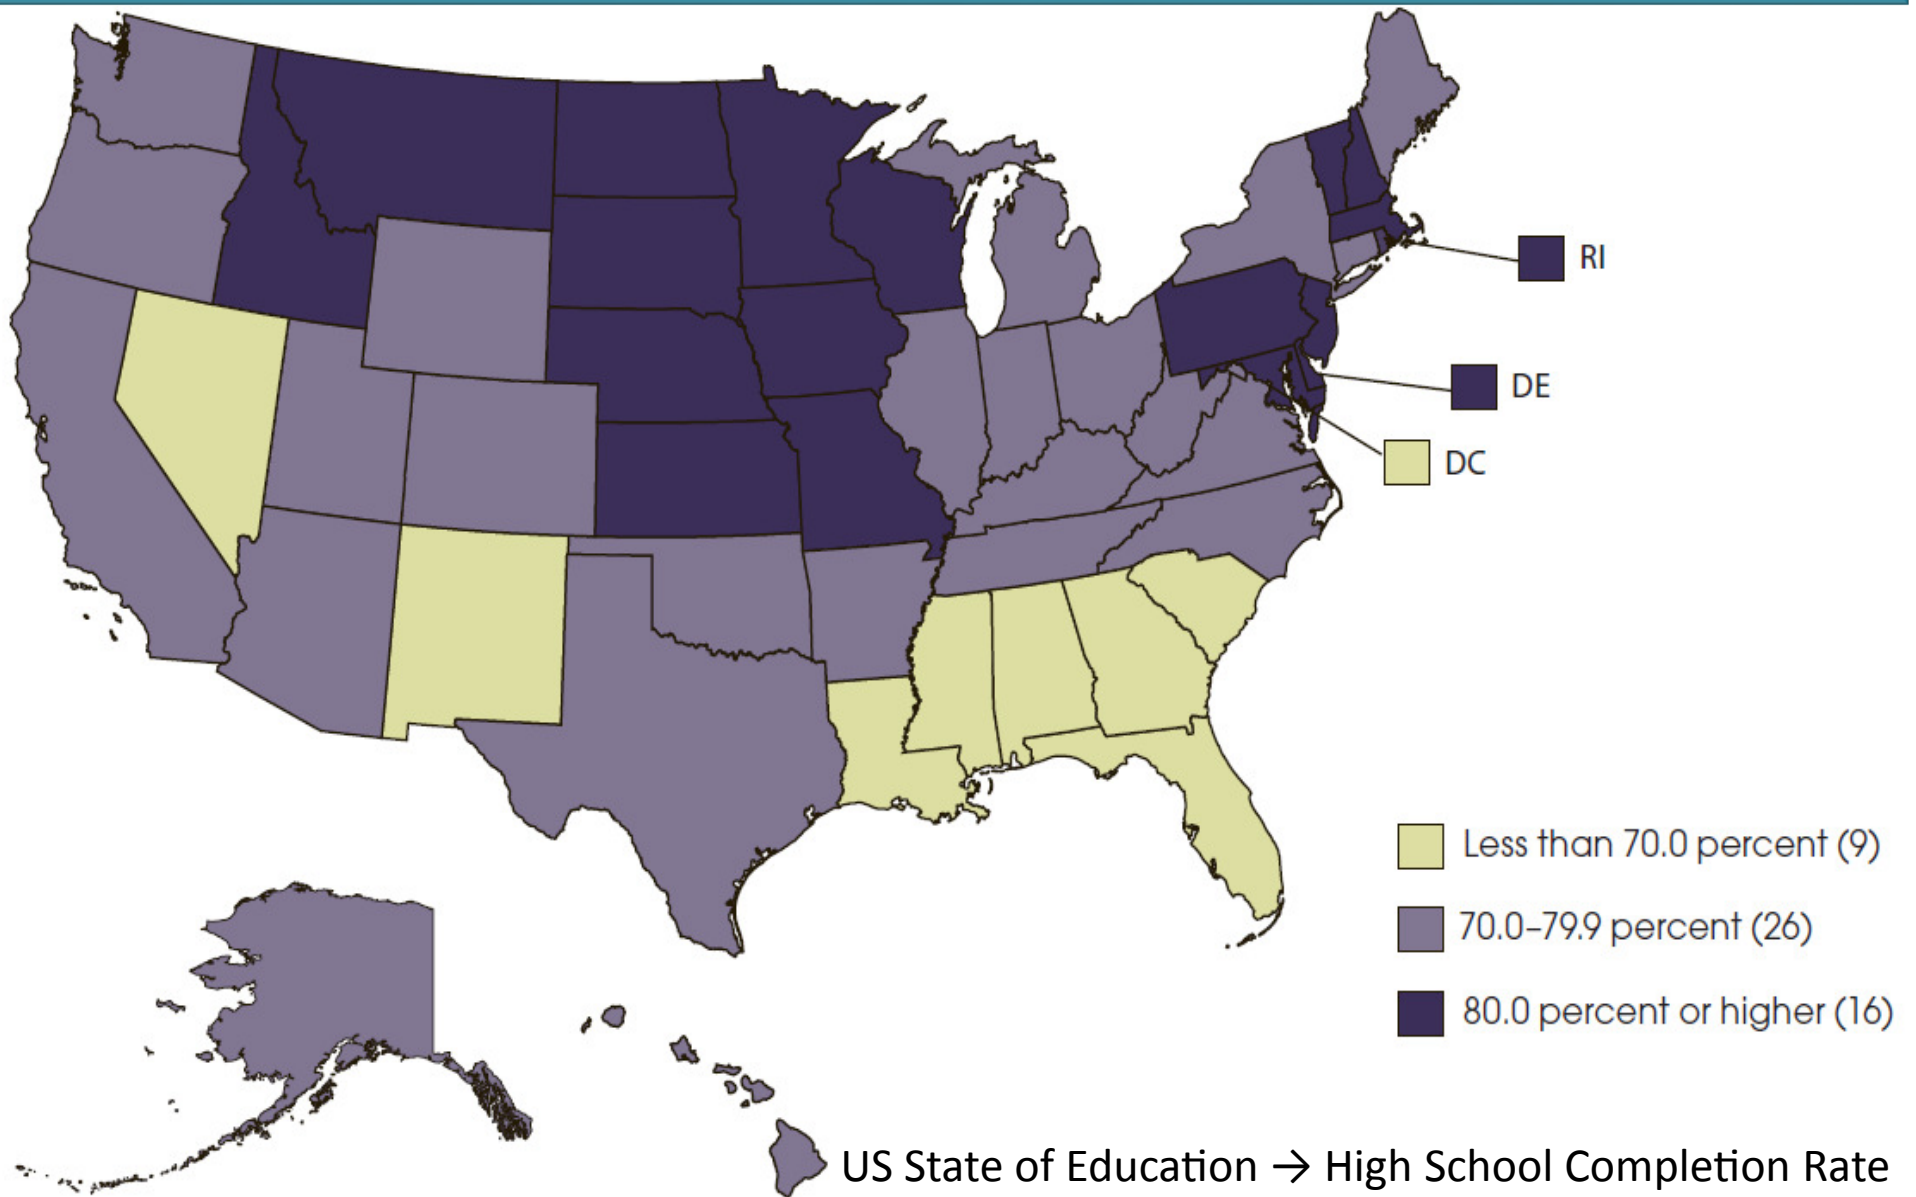 RI
DE
DC
Less than 70.0 percent (9)
70.0–79.9 percent (26)
80.0 percent or higher (16)
US State of Education → High School Completion Rate